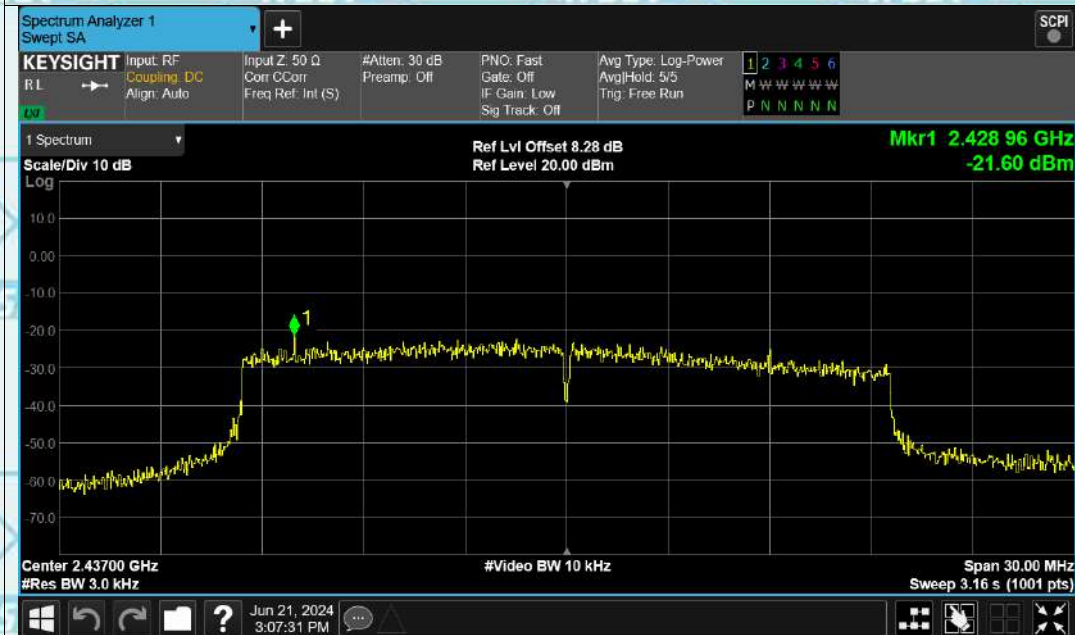 Spectrum Analyzer 1
Swept SA
+
SCPI
KEYSIGHT
RL
LXI
Input: RF
Coupling: DC
Align: Auto
Input Z: 50 Ω
Corr CCorr
Freq Ref: Int (S)
#Atten: 30 dB
Preamp: Off
PNO: Fast
Gate: Off
IF Gain: Low
Sig Track: Off
Avg Type: Log-Power
Avg|Hold: 5/5
Trig: Free Run
1 2 3 4 5 6
M W W W W W
P N N N N N
1 Spectrum
Scale/Div 10 dB
Log
Ref Lvl Offset 8.28 dB
Ref Level 20.00 dBm
Mkr1 2.428 96 GHz
-21.60 dBm
1
10.0
0.00
-10.0
-20.0
-30.0
-40.0
-50.0
-60.0
-70.0
Center 2.43700 GHz
#Res BW 3.0 kHz
#Video BW 10 kHz
Span 30.00 MHz
Sweep 3.16 s (1001 pts)
?
Jun 21, 2024
3:07:31 PM